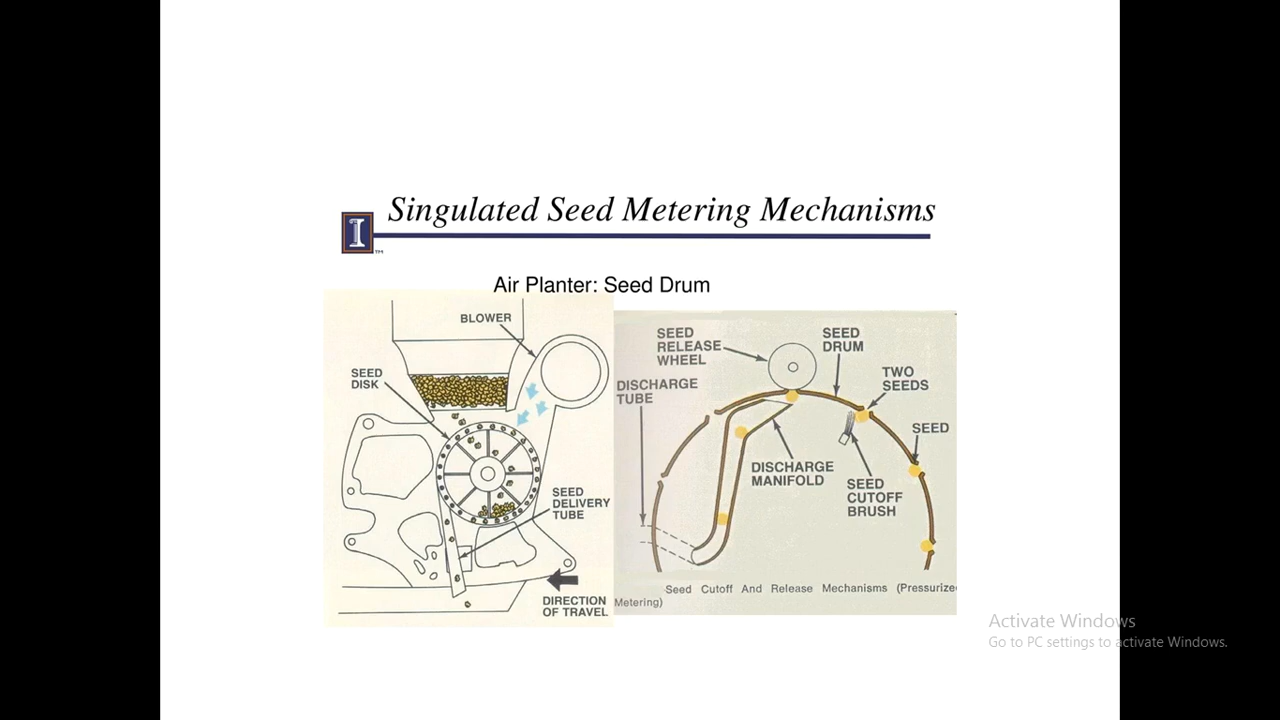 Singulated Seed Metering Mechanisms
I
TM
Air Planter: Seed Drum
BLOWER
SEED
DISK
SEED
DELIVERY
TUBE
DIRECTION
OF TRAVEL
SEED
RELEASE
WHEEL
SEED
DRUM
TWO
SEEDS
DISCHARGE
TUBE
SEED
DISCHARGE
MANIFOLD
SEED
CUTOFF
BRUSH
Seed Cutoff And Release Mechanisms (Pressurize
Metering)
Activate Windows
Go to PC settings to activate Windows.